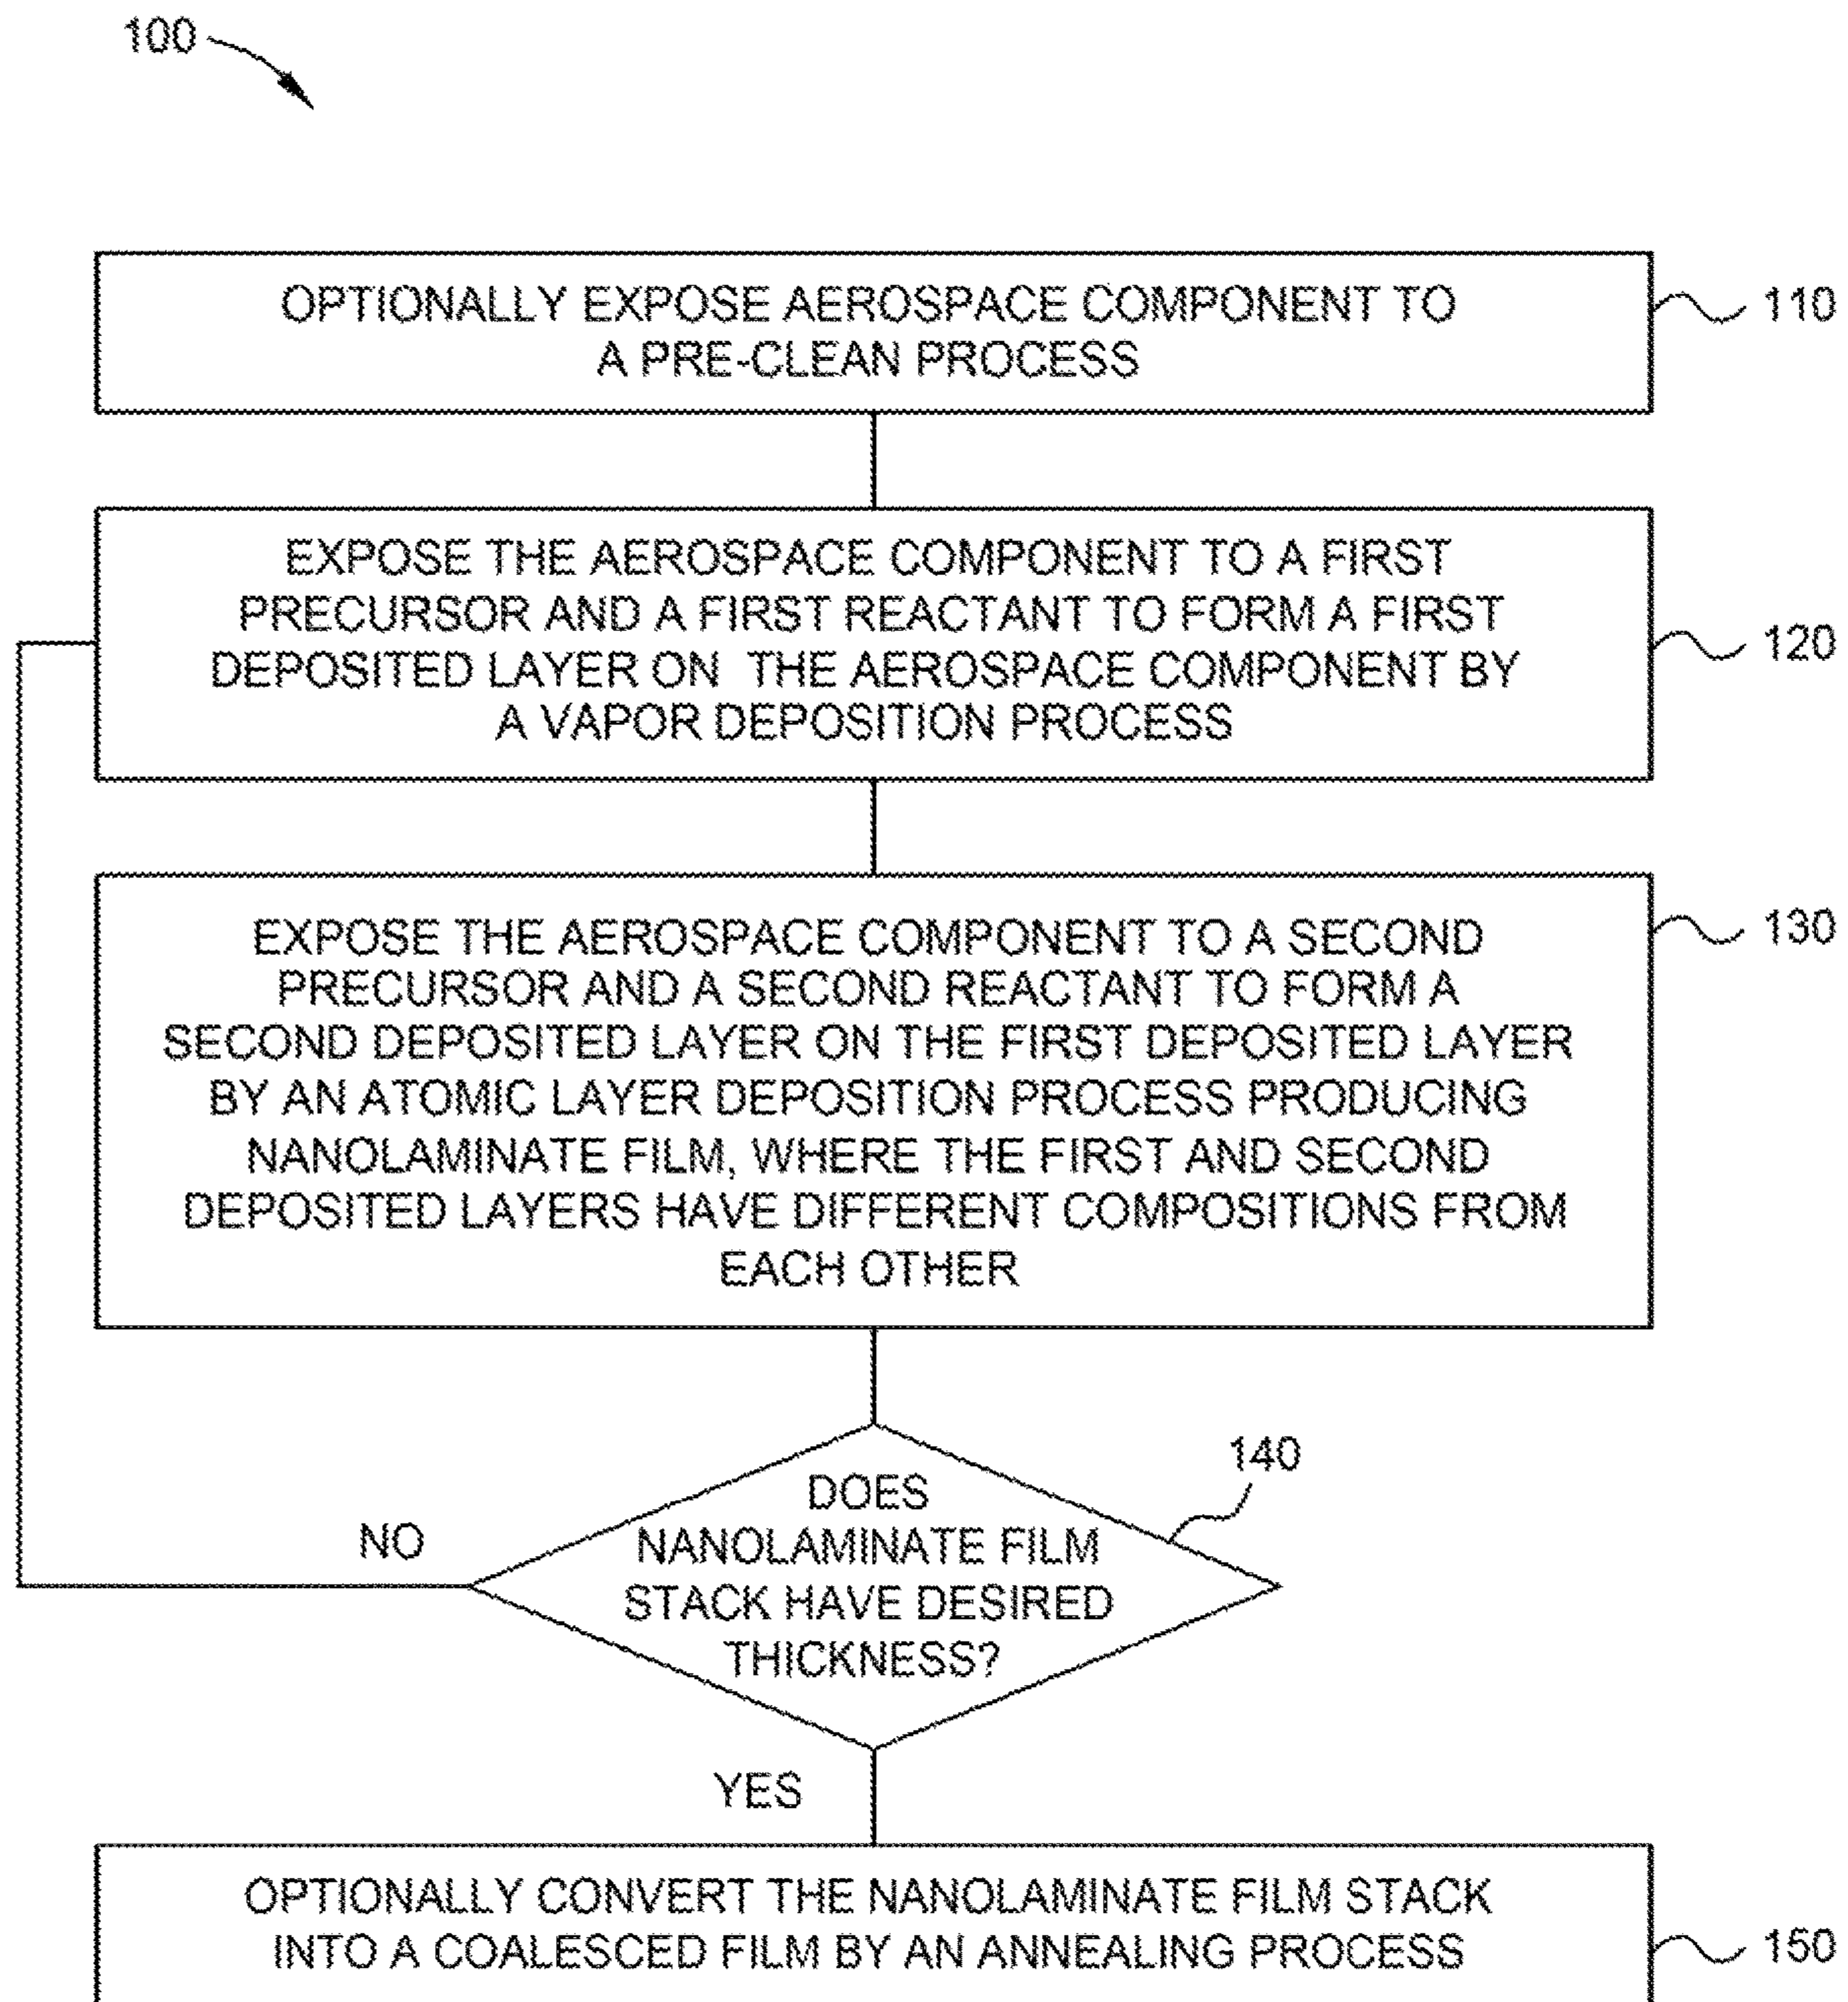 100
OPTIONALLY EXPOSE AEROSPACE COMPONENT TO
A PRE-CLEAN PROCESS
110
EXPOSE THE AEROSPACE COMPONENT TO A FIRST
PRECURSOR AND A FIRST REACTANT TO FORM A FIRST
DEPOSITED LAYER ON THE AEROSPACE COMPONENT BY
A VAPOR DEPOSITION PROCESS
120
EXPOSE THE AEROSPACE COMPONENT TO A SECOND
PRECURSOR AND A SECOND REACTANT TO FORM A
SECOND DEPOSITED LAYER ON THE FIRST DEPOSITED LAYER
BY AN ATOMIC LAYER DEPOSITION PROCESS PRODUCING
NANOLAMINATE FILM, WHERE THE FIRST AND SECOND
DEPOSITED LAYERS HAVE DIFFERENT COMPOSITIONS FROM
EACH OTHER
130
DOES
NANOLAMINATE FILM
STACK HAVE DESIRED
THICKNESS?
140
NO
YES
OPTIONALLY CONVERT THE NANOLAMINATE FILM STACK
INTO A COALESCED FILM BY AN ANNEALING PROCESS
150